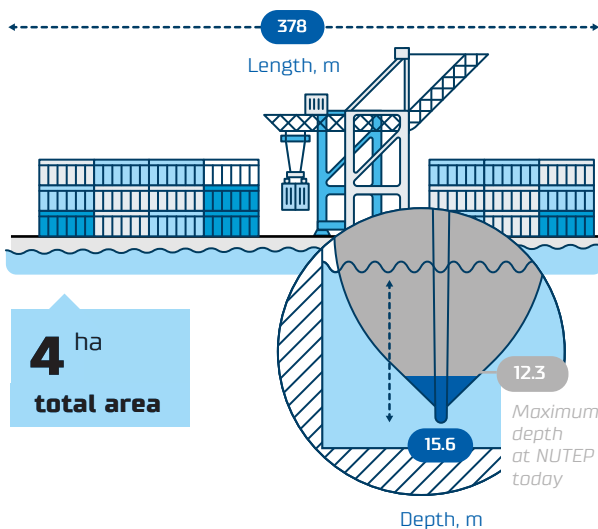 378
Length, m
4 ha
total area
12.3
Maximum
depth
at NUTEP
today
15.6
Depth, m